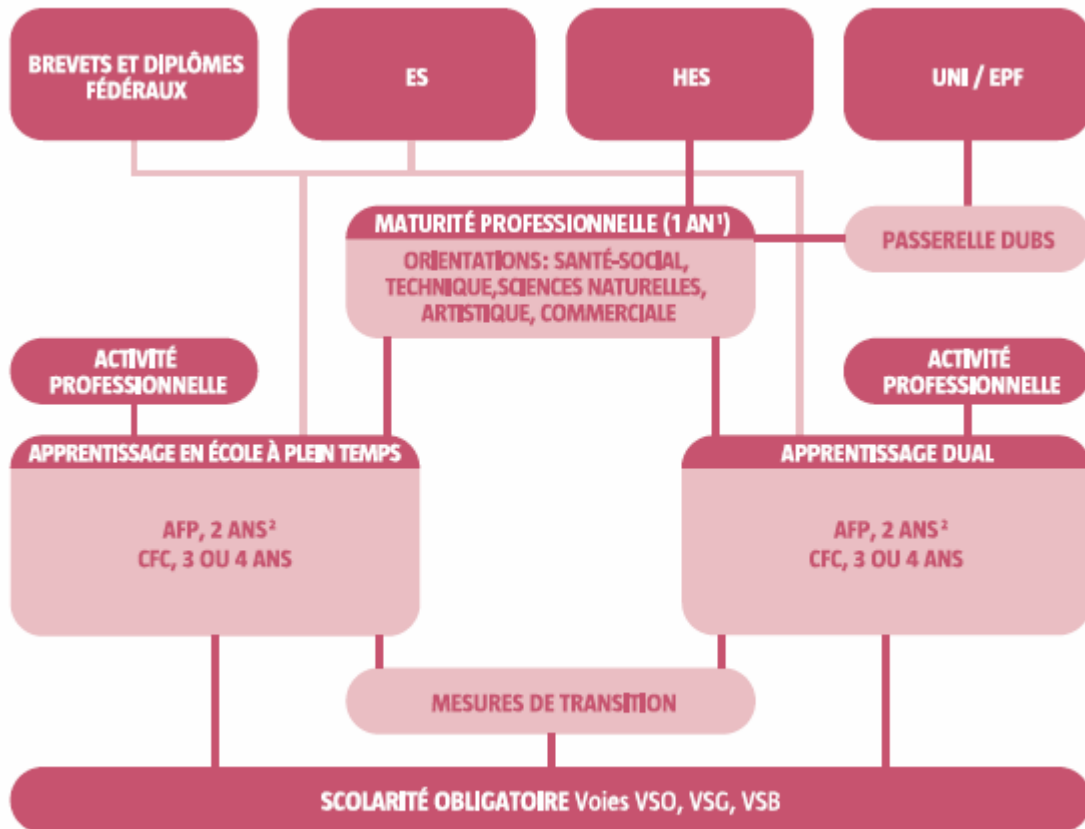 BREVETS ET DIPLÔMES
FÉDÉRAUX
ES
HES
UNI / EPF
MATURITÉ PROFESSIONNELLE (1 AN¹)
ORIENTATIONS: SANTÉ-SOCIAL,
TECHNIQUE,SCIENCES NATURELLES,
ARTISTIQUE, COMMERCIALE
PASSERELLE DUBS
ACTIVITÉ
PROFESSIONNELLE
ACTIVITÉ
PROFESSIONNELLE
APPRENTISSAGE EN ÉCOLE À PLEIN TEMPS
AFP, 2 ANS²
CFC, 3 OU 4 ANS
APPRENTISSAGE DUAL
AFP, 2 ANS²
CFC, 3 OU 4 ANS
MESURES DE TRANSITION
SCOLARITÉ OBLIGATOIRE Voies VSO, VSG, VSB